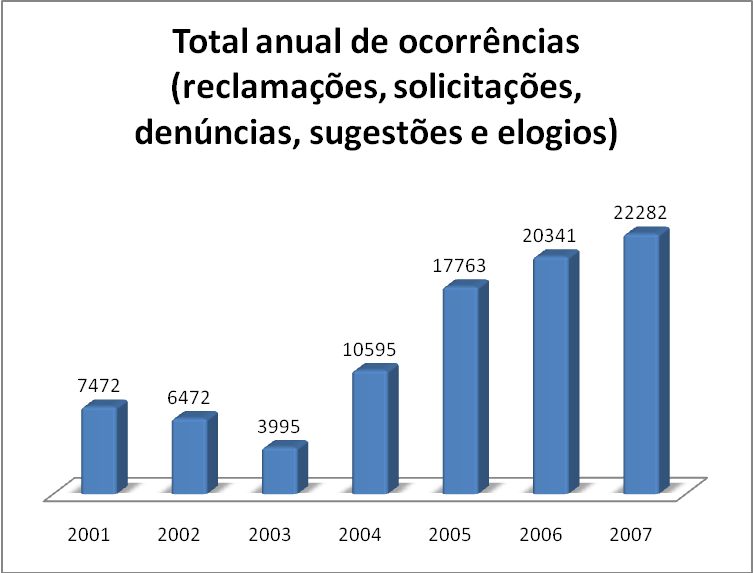 Total anual de ocorrências
(reclamações, solicitações,
denúncias, sugestões e elogios)
7472
6472
3995
10595
17763
20341
22282
2001 2002 2003 2004 2005 2006 2007